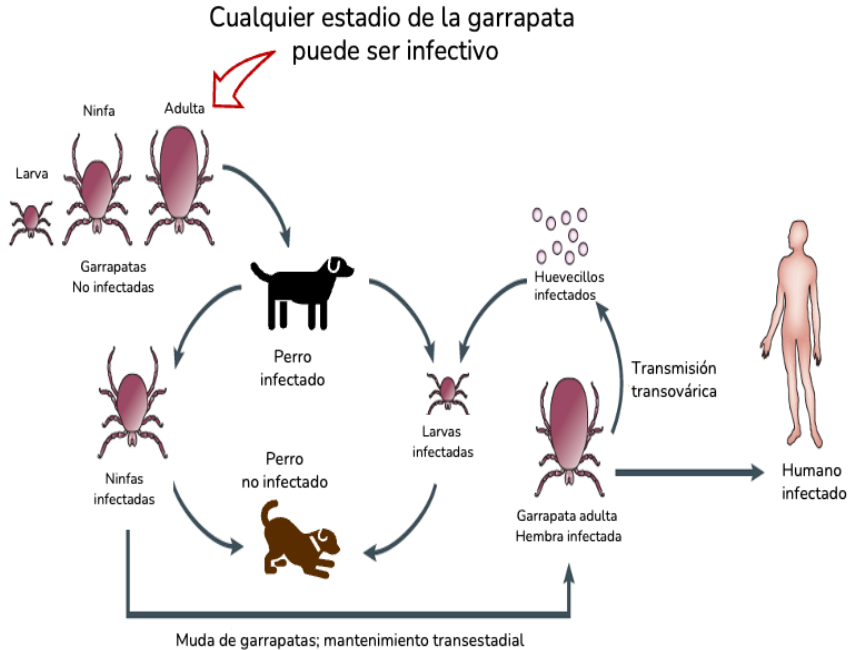 Cualquier estadio de la garrapata
puede ser infectivo
Ninfa
Adulta
Larva
Garrapatas
No infectadas
Huevecillos
infectados
Perro
infectado
Transmisión
transovárica
Larvas
infectadas
Perro
no infectado
Ninfas
infectadas
Humano
infectado
Garrapata adulta
Hembra infectada
Muda de garrapatas; mantenimiento transestadial